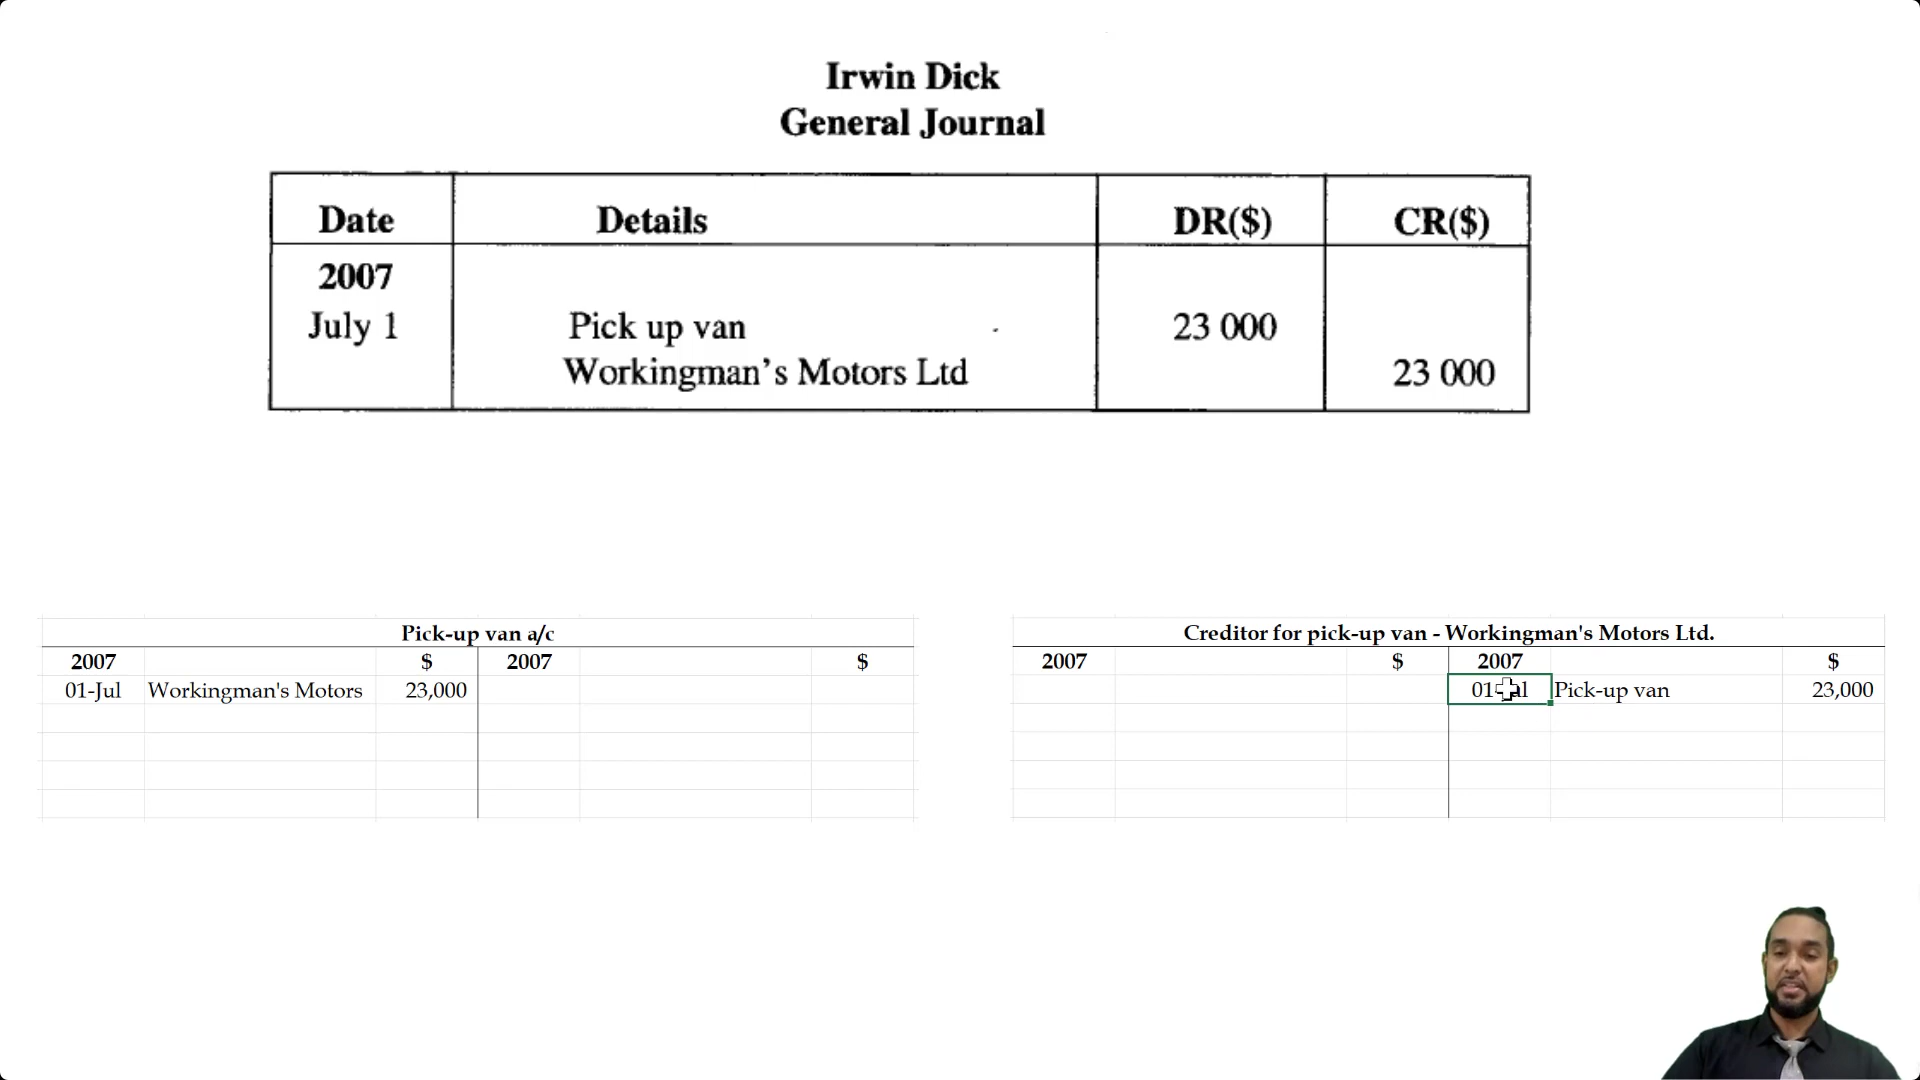 Irwin Dick
General Journal
Date Details DR($) CR($)
2007
July 1 Pick up van 23 000
Workingman's Motors Ltd 23 000
Pick-up van a/c
2007 $ 2007 $
01-Jul Workingman's Motors 23,000
Creditor for pick-up van - Workingman's Motors Ltd.
2007 $ 2007 $
01-Jul Pick-up van 23,000